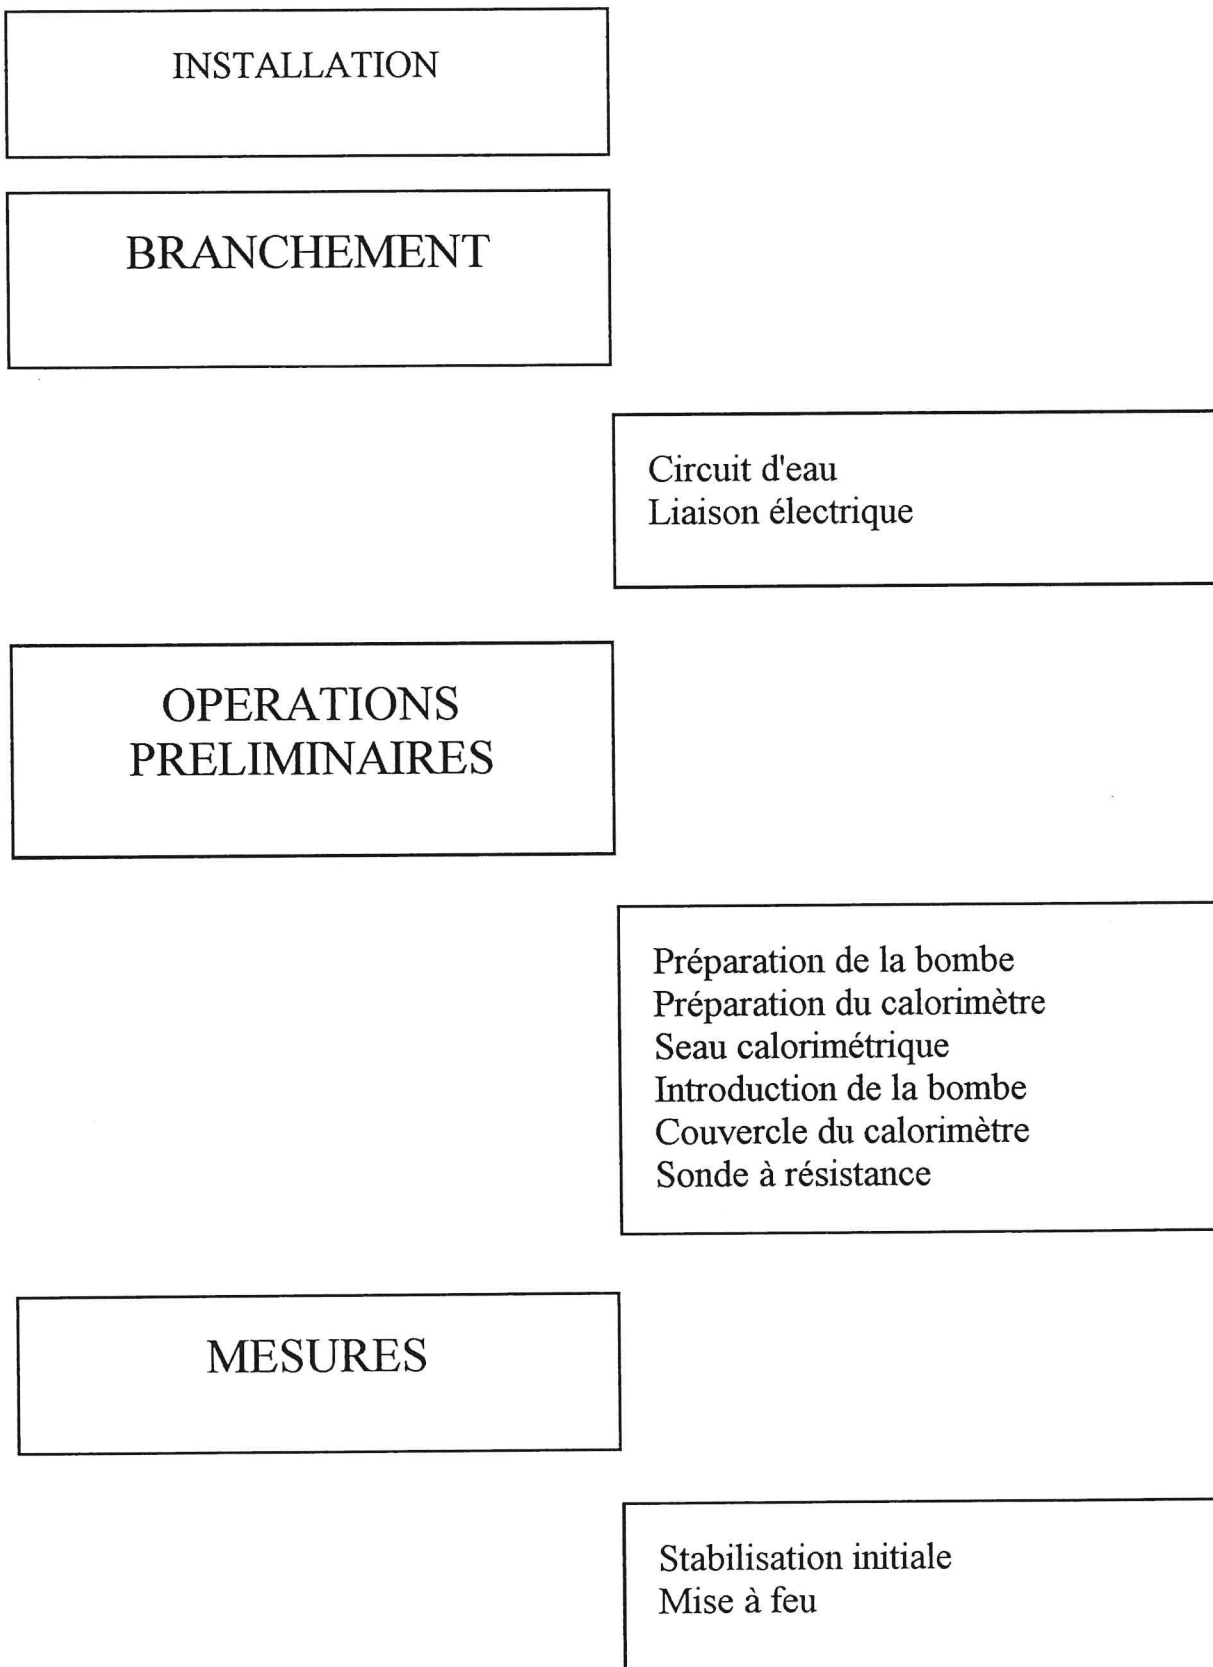 INSTALLATION
BRANCHEMENT
Circuit d'eau
Liaison électrique
OPERATIONS
PRELIMINAIRES
Préparation de la bombe
Préparation du calorimètre
Seau calorimétrique
Introduction de la bombe
Couvercle du calorimètre
Sonde à résistance
MESURES
Stabilisation initiale
Mise à feu